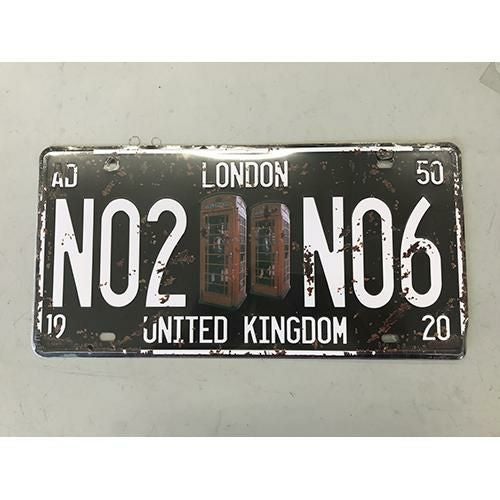 AD LONDON 50
NO2 NO6
19 UNITED KINGDOM 20